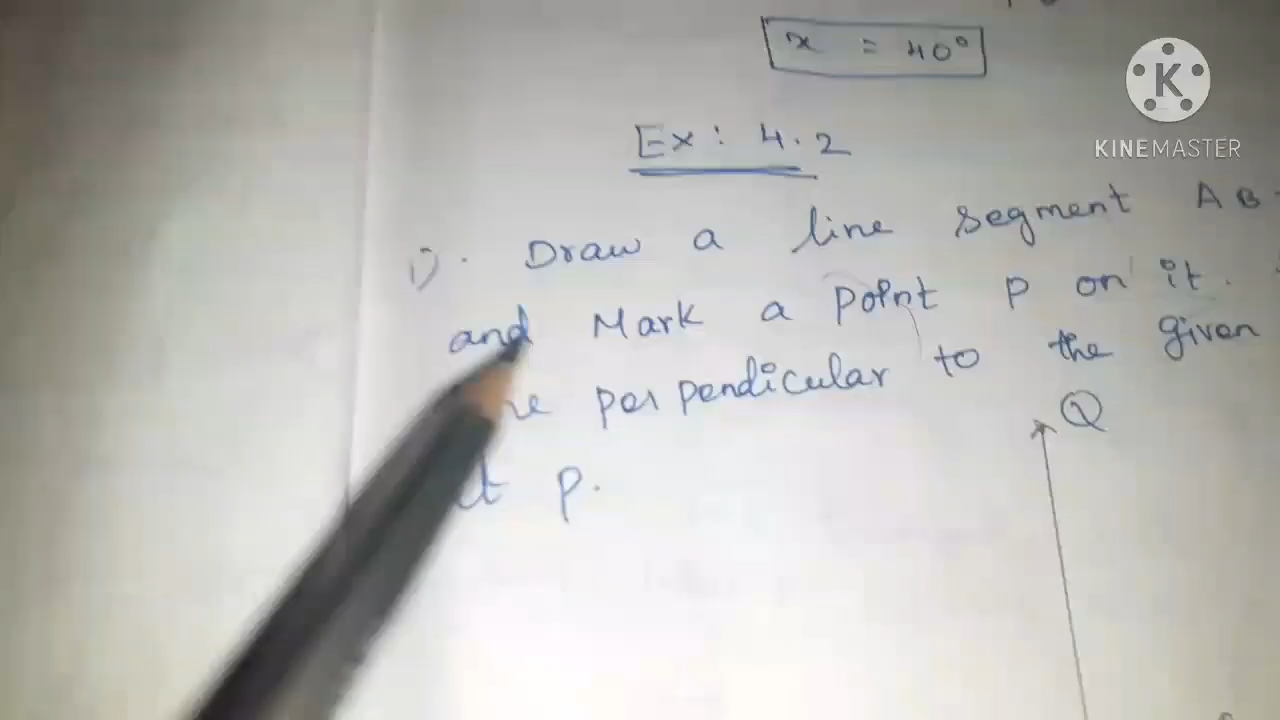 x = 40°
K
KINEMASTER
Ex: 4.2
1). Draw a line segment AB
and Mark a point P on it.
perpendicular to the given
at P.
Q